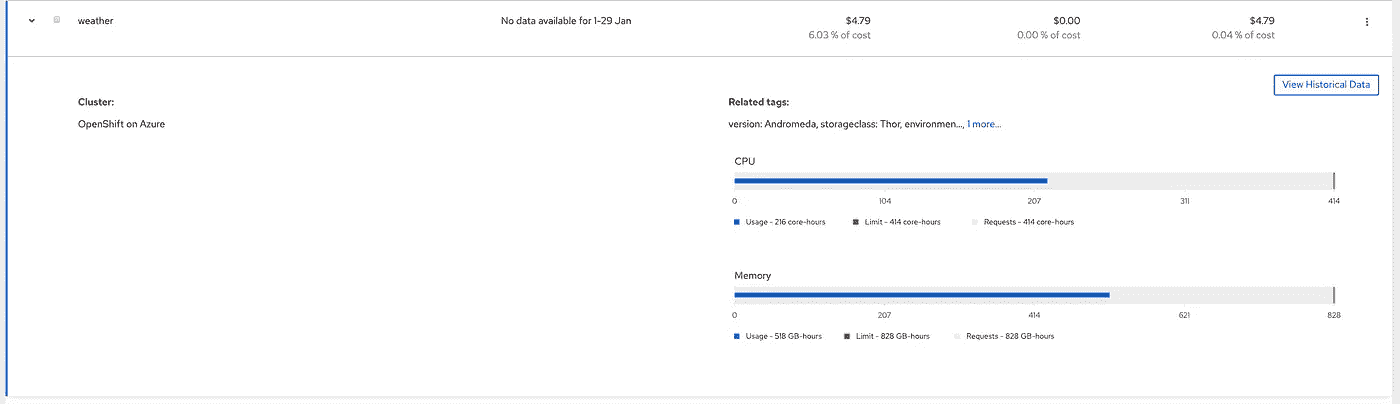 weather No data available for 1-29 Jan $4.79 $0.00 $4.79
6.03 % of cost 0.00 % of cost 0.04 % of cost
View Historical Data
Cluster: Related tags:
OpenShift on Azure version: Andromeda, storageclass: Thor, environmen..., 1 more...
CPU
0 104 207 311 414
Usage - 216 core-hours Limit - 414 core-hours Requests - 414 core-hours
Memory
0 207 414 621 828
Usage - 518 GB-hours Limit - 828 GB-hours Requests - 828 GB-hours